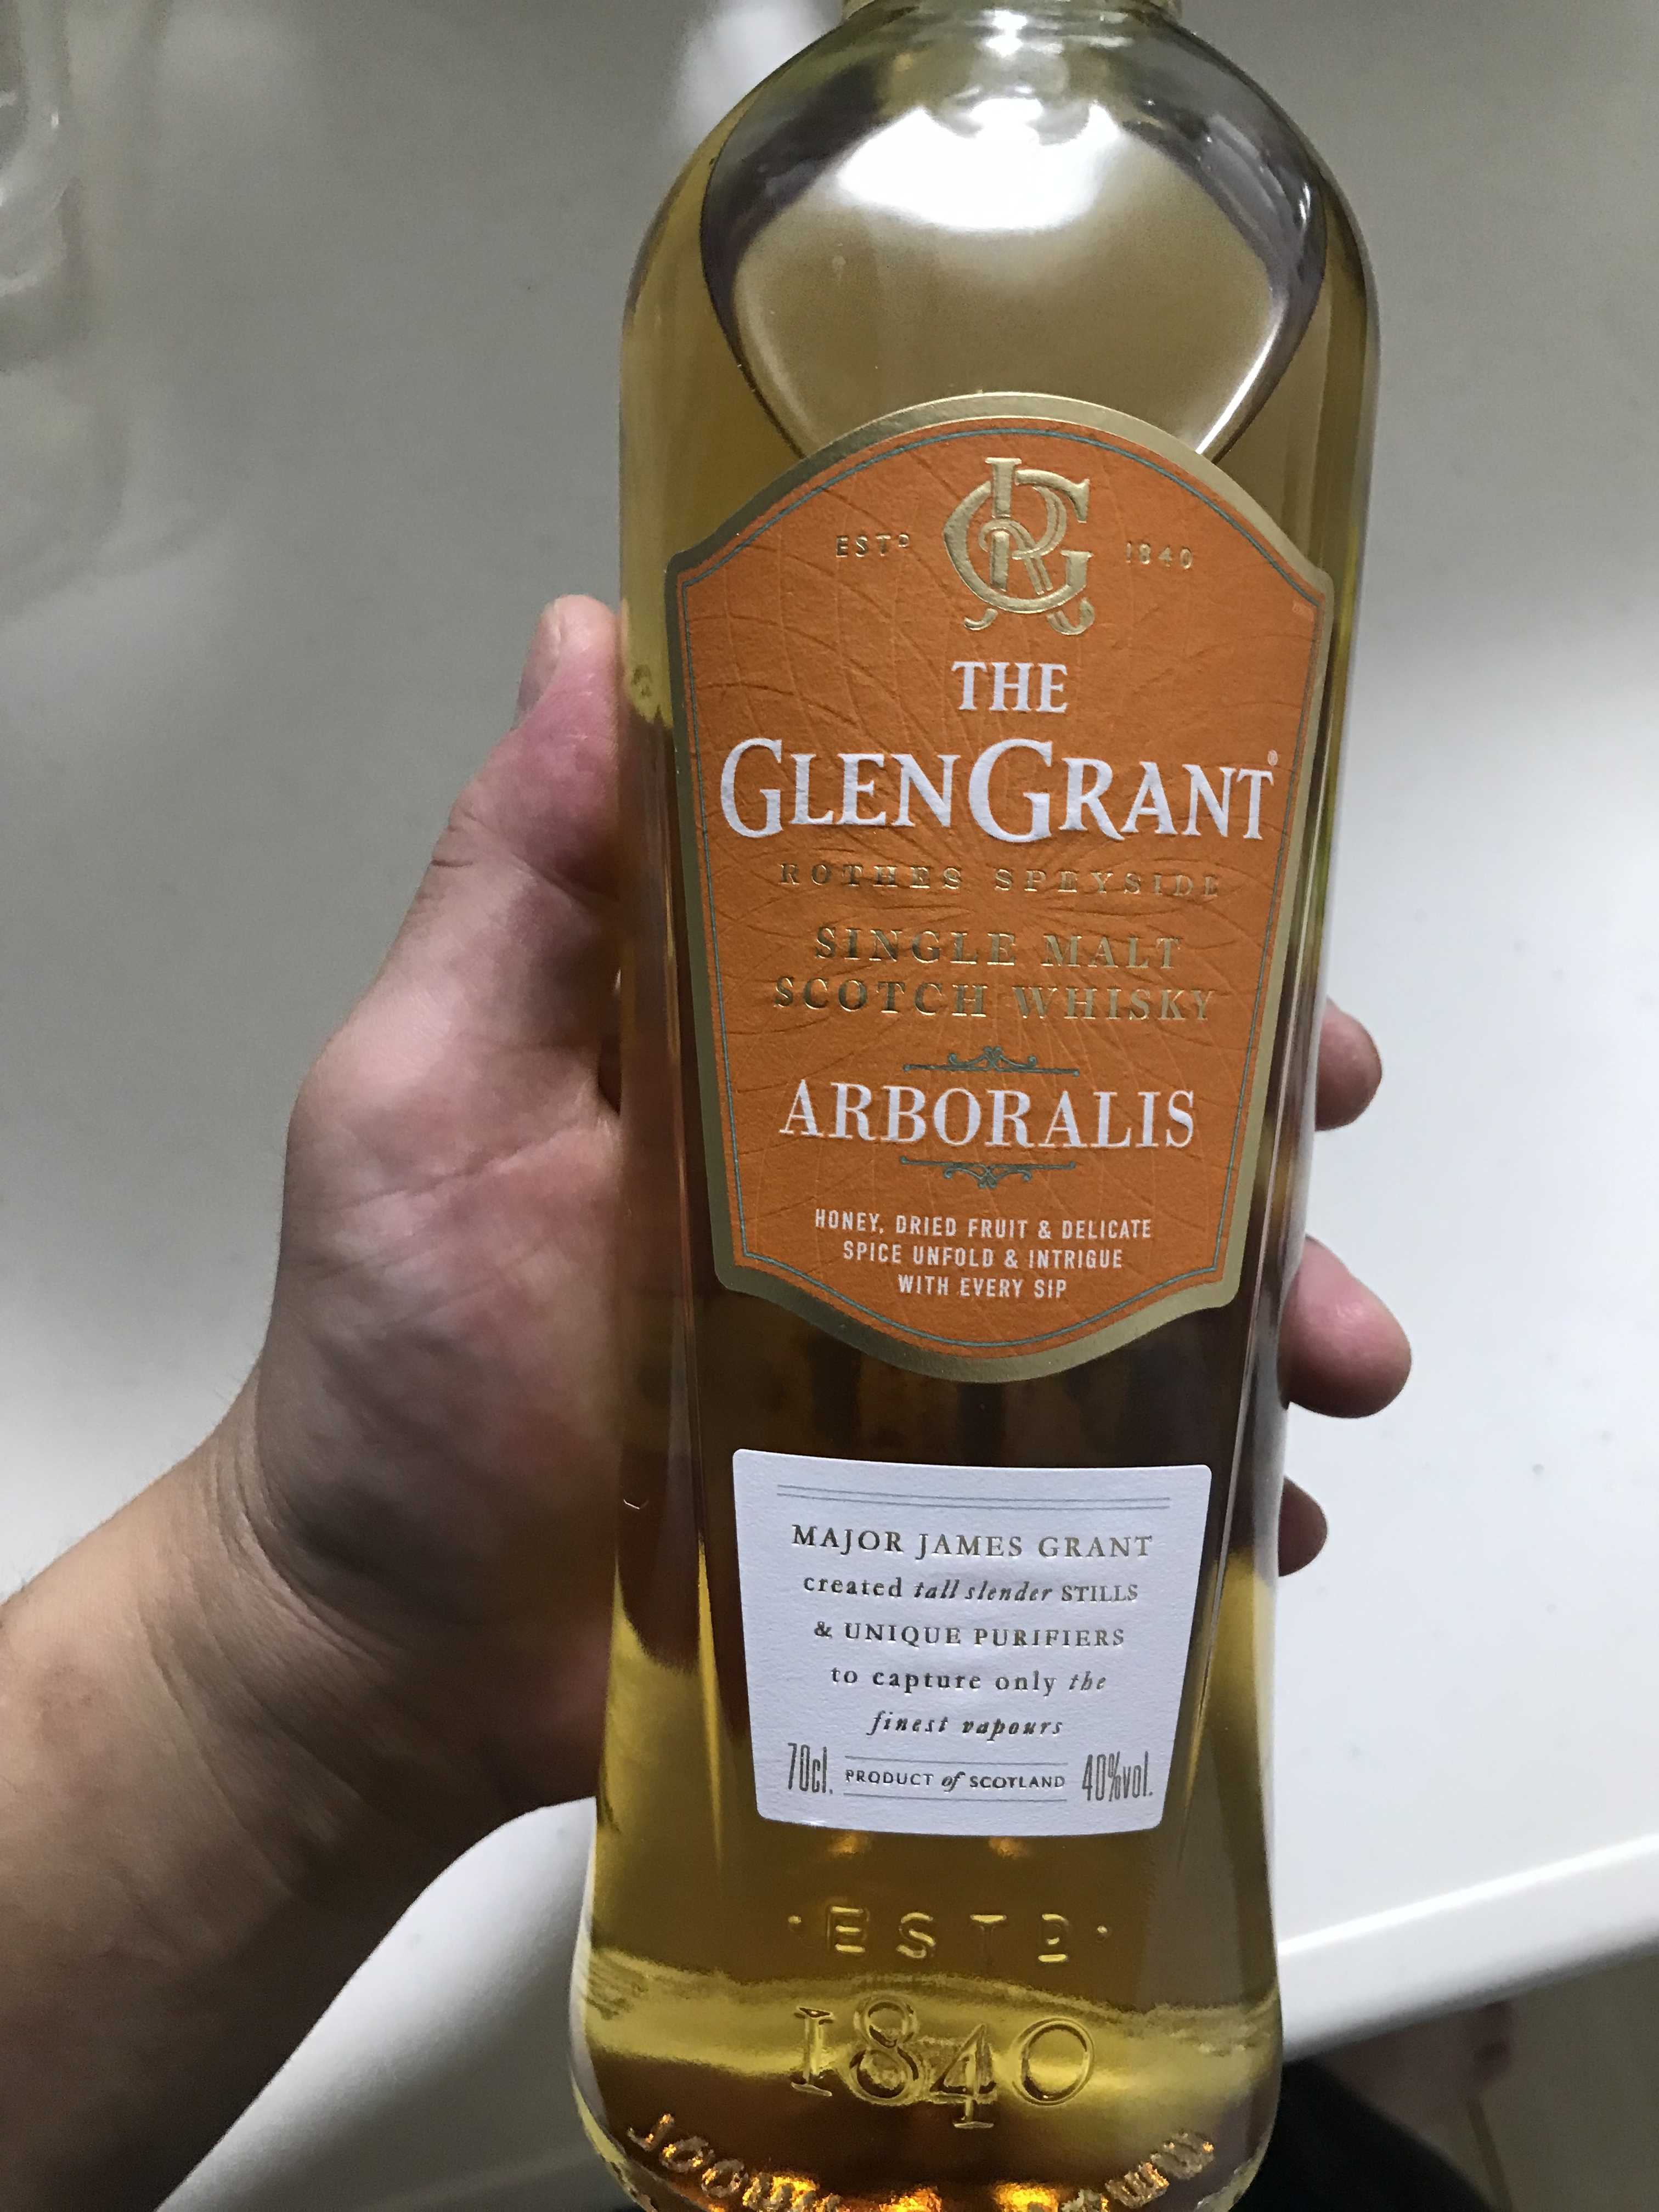 ESTD JGR 1840
THE
GLENGRANT®
ROTHES SPEYSIDE
SINGLE MALT
SCOTCH WHISKY
ARBORALIS
HONEY, DRIED FRUIT & DELICATE
SPICE UNFOLD & INTRIGUE
WITH EVERY SIP
MAJOR JAMES GRANT
created tall slender STILLS
& UNIQUE PURIFIERS
to capture only the
finest vapours
70cl. PRODUCT of SCOTLAND 40%vol.
·ESTD·
1840